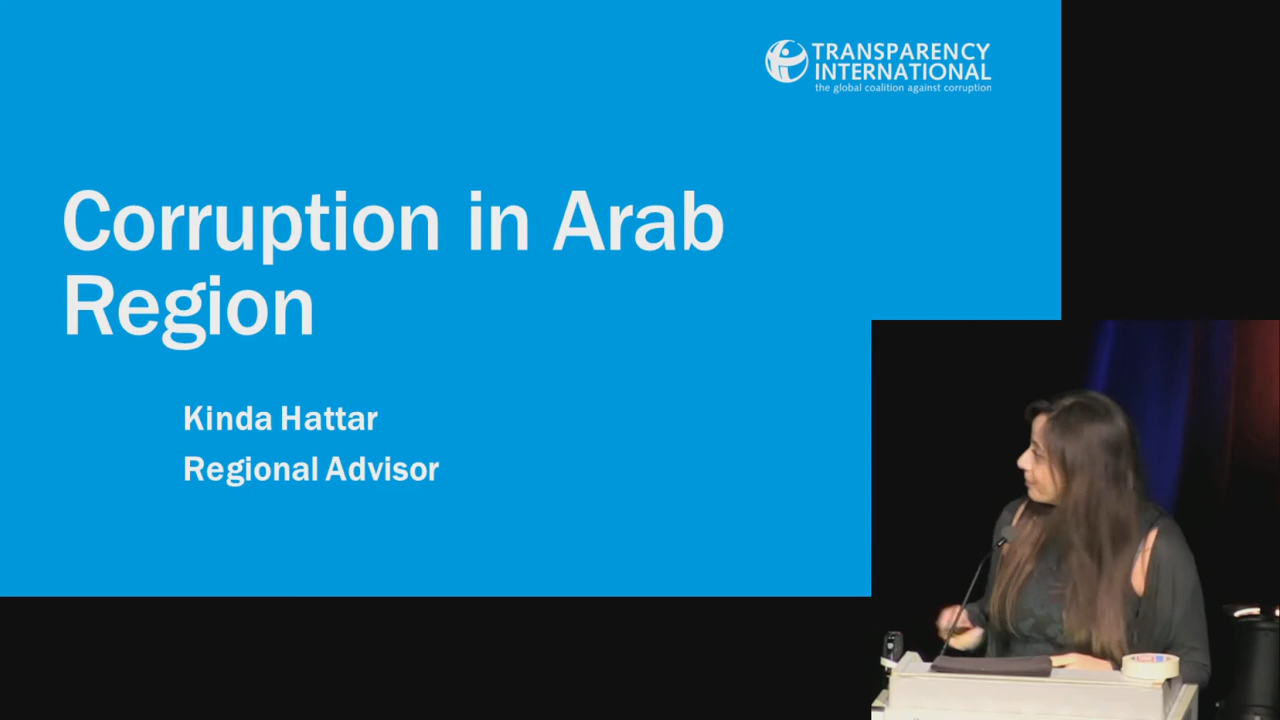 TRANSPARENCY
INTERNATIONAL
the global coalition against corruption
Corruption in Arab
Region
Kinda Hattar
Regional Advisor